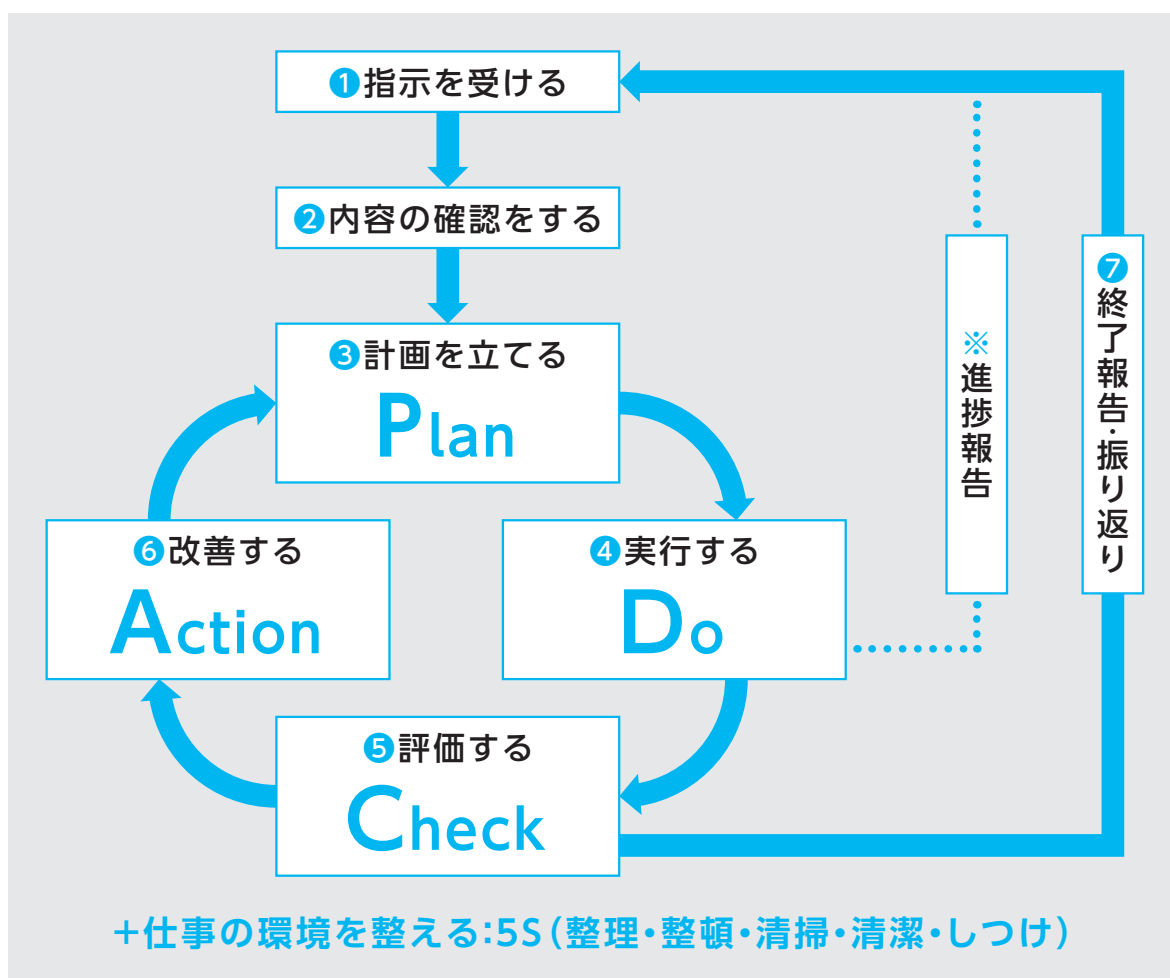 ❶指示を受ける
❷内容の確認をする
❸計画を立てる
Plan
❹実行する
Do
❺評価する
Check
❻改善する
Action
※進捗報告
❼終了報告・振り返り
+仕事の環境を整える:5S(整理・整頓・清掃・清潔・しつけ)